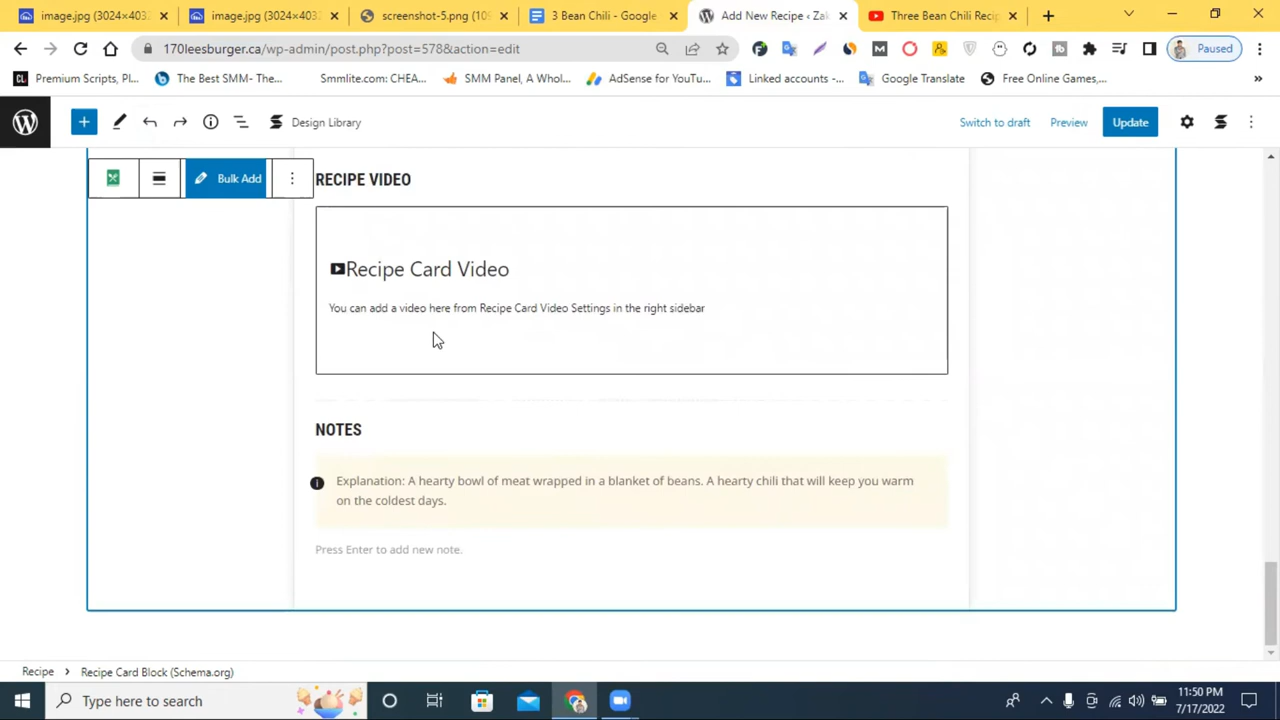 image.jpg (3024×403
image.jpg (3024×403
screenshot-5.png (109
3 Bean Chili - Google
Add New Recipe ‹ Zak
Three Bean Chili Reci
170leesburger.ca/wp-admin/post.php?post=578&action=edit
Paused
Premium Scripts, Pl...
The Best SMM- The...
Smmlite.com: CHEA...
SMM Panel, A Whol...
AdSense for YouTu...
Linked accounts -...
Google Translate
Free Online Games,...
Design Library
Switch to draft
Preview
Update
Bulk Add
RECIPE VIDEO
Recipe Card Video
You can add a video here from Recipe Card Video Settings in the right sidebar
NOTES
Explanation: A hearty bowl of meat wrapped in a blanket of beans. A hearty chili that will keep you warm
on the coldest days.
Press Enter to add new note.
Recipe
Recipe Card Block (Schema.org)
Type here to search
11:50 PM
7/17/2022